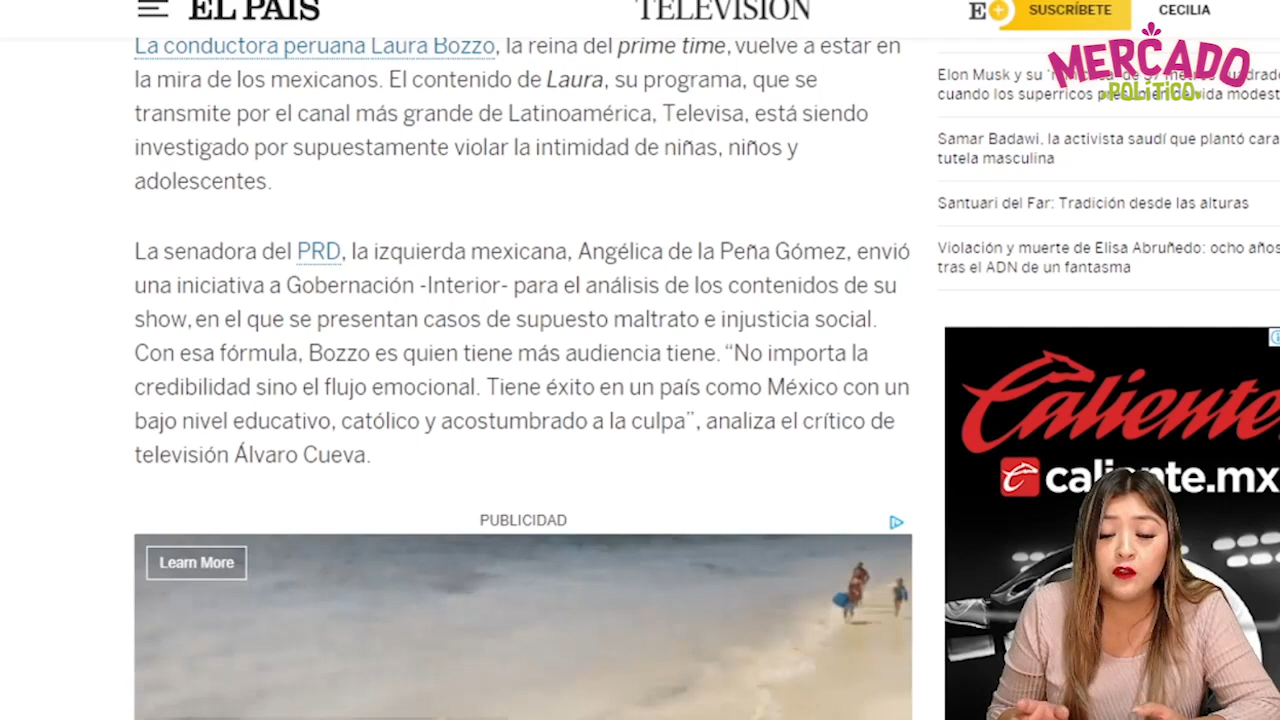 EL PAÍS
TELEVISIÓN
E+
SUSCRÍBETE
CECILIA
MERCADO
POLÍTICO
La conductora peruana Laura Bozzo, la reina del prime time, vuelve a estar en
la mira de los mexicanos. El contenido de Laura, su programa, que se
transmite por el canal más grande de Latinoamérica, Televisa, está siendo
investigado por supuestamente violar la intimidad de niñas, niños y
adolescentes.
La senadora del PRD, la izquierda mexicana, Angélica de la Peña Gómez, envió
una iniciativa a Gobernación -Interior- para el análisis de los contenidos de su
show, en el que se presentan casos de supuesto maltrato e injusticia social.
Con esa fórmula, Bozzo es quien tiene más audiencia tiene. “No importa la
credibilidad sino el flujo emocional. Tiene éxito en un país como México con un
bajo nivel educativo, católico y acostumbrado a la culpa”, analiza el crítico de
televisión Álvaro Cueva.
PUBLICIDAD
Learn More
Elon Musk y su
cuando los superricos
Samar Badawi, la activista saudí que plantó cara
tutela masculina
Santuari del Far: Tradición desde las alturas
Violación y muerte de Elisa Abruñedo: ocho años
tras el ADN de un fantasma
Caliente
caliente.mx